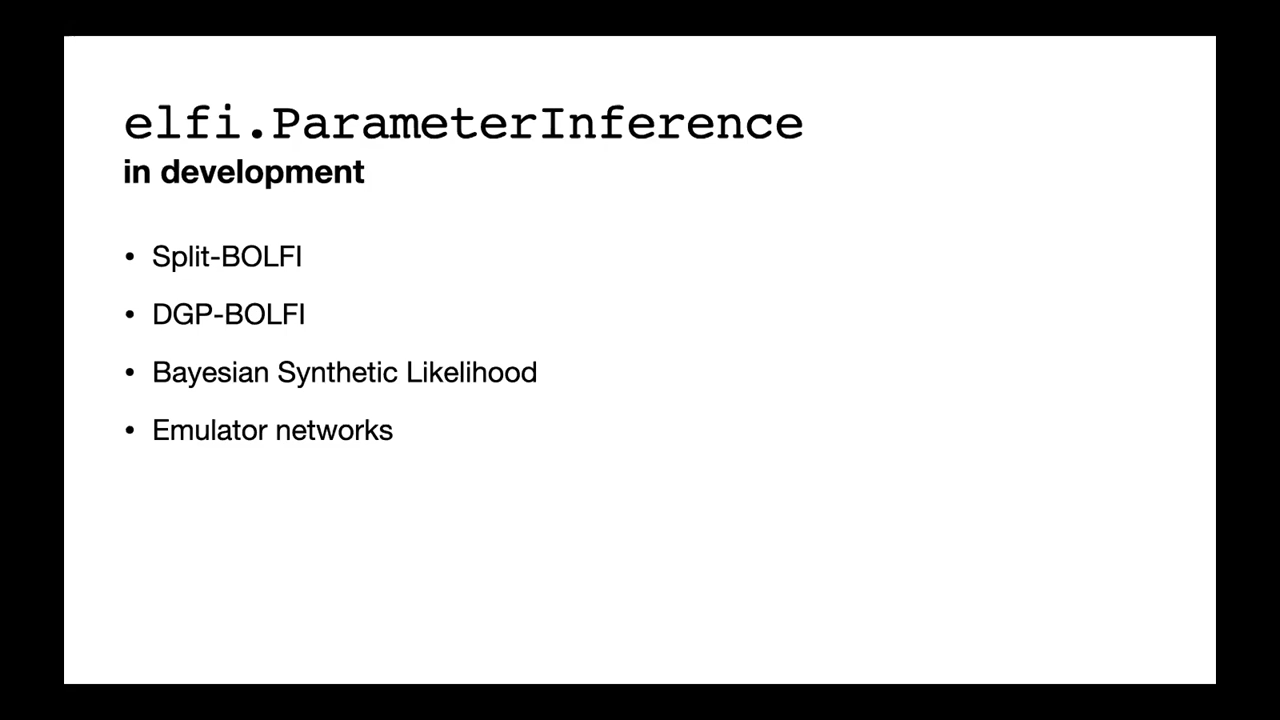 elfi.ParameterInference
in development
• Split-BOLFI
• DGP-BOLFI
• Bayesian Synthetic Likelihood
• Emulator networks